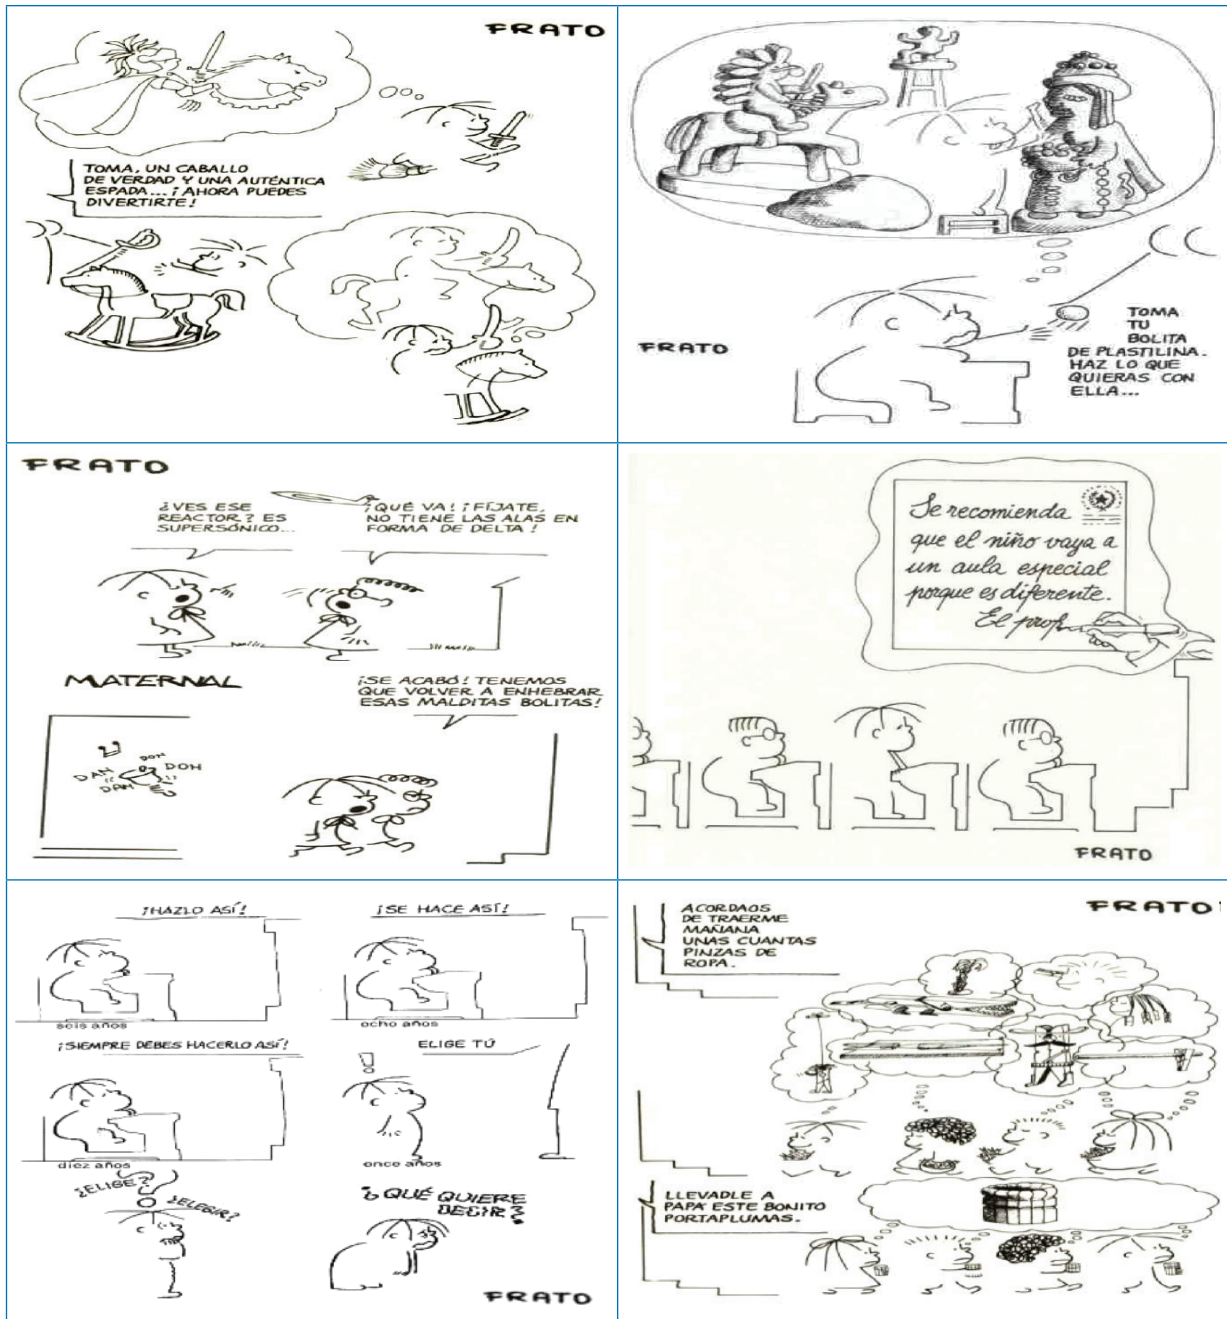 FRATO
TOMA, UN CABALLO
DE VERDAD Y UNA AUTÉNTICA
ESPADA... ¡AHORA PUEDES
DIVERTIRTE!
TOMA
TU
BOLITA
DE PLASTILINA.
HAZ LO QUE
QUIERAS CON
ELLA...
FRATO
FRATO
¿VES ESE
REACTOR? ES
SUPERSÓNICO...
¡QUÉ VA! ¡FÍJATE,
NO TIENE LAS ALAS EN
FORMA DE DELTA!
MATERNAL
¡SE ACABÓ! TENEMOS
QUE VOLVER A ENHEBRAR
ESAS MALDITAS BOLITAS!
DAN
DON
DOH
DAM
Se recomienda
que el niño vaya a
un aula especial
porque es diferente.
El prof
FRATO
¡HAZLO ASÍ!
seis años
¡SE HACE ASÍ!
ocho años
¡SIEMPRE DEBES HACERLO ASÍ!
diez años
ELIGE TÚ
!
once años
¿ELIGE?
?
¿ELEGIR?
¿QUÉ QUIERE
DECIR?
FRATO
ACORDAOS
DE TRAERME
MAÑANA
UNAS CUANTAS
PINZAS DE
ROPA.
FRATO
LLEVADLE A
PAPÁ ESTE BONITO
PORTAPLUMAS.